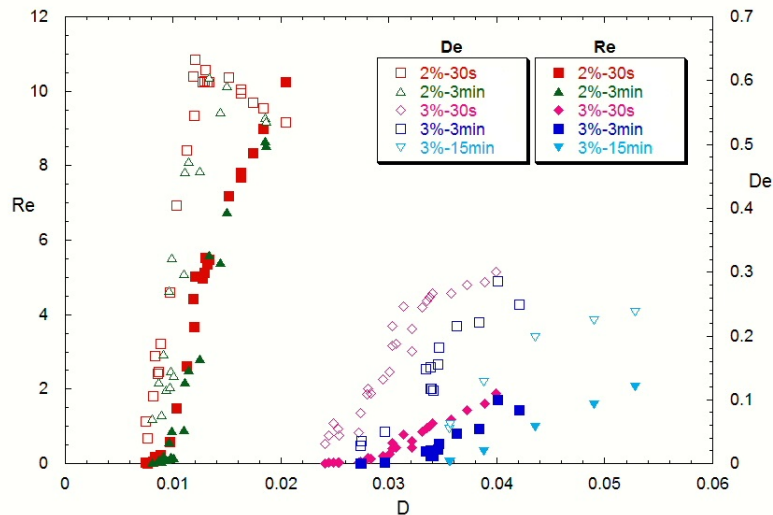 12
10
8
6
4
2
0
Re
0.7
0.6
0.5
0.4
0.3
0.2
0.1
0
De
De
2%-30s
2%-3min
3%-30s
3%-3min
3%-15min
Re
2%-30s
2%-3min
3%-30s
3%-3min
3%-15min
0 0.01 0.02 0.03 0.04 0.05 0.06
D